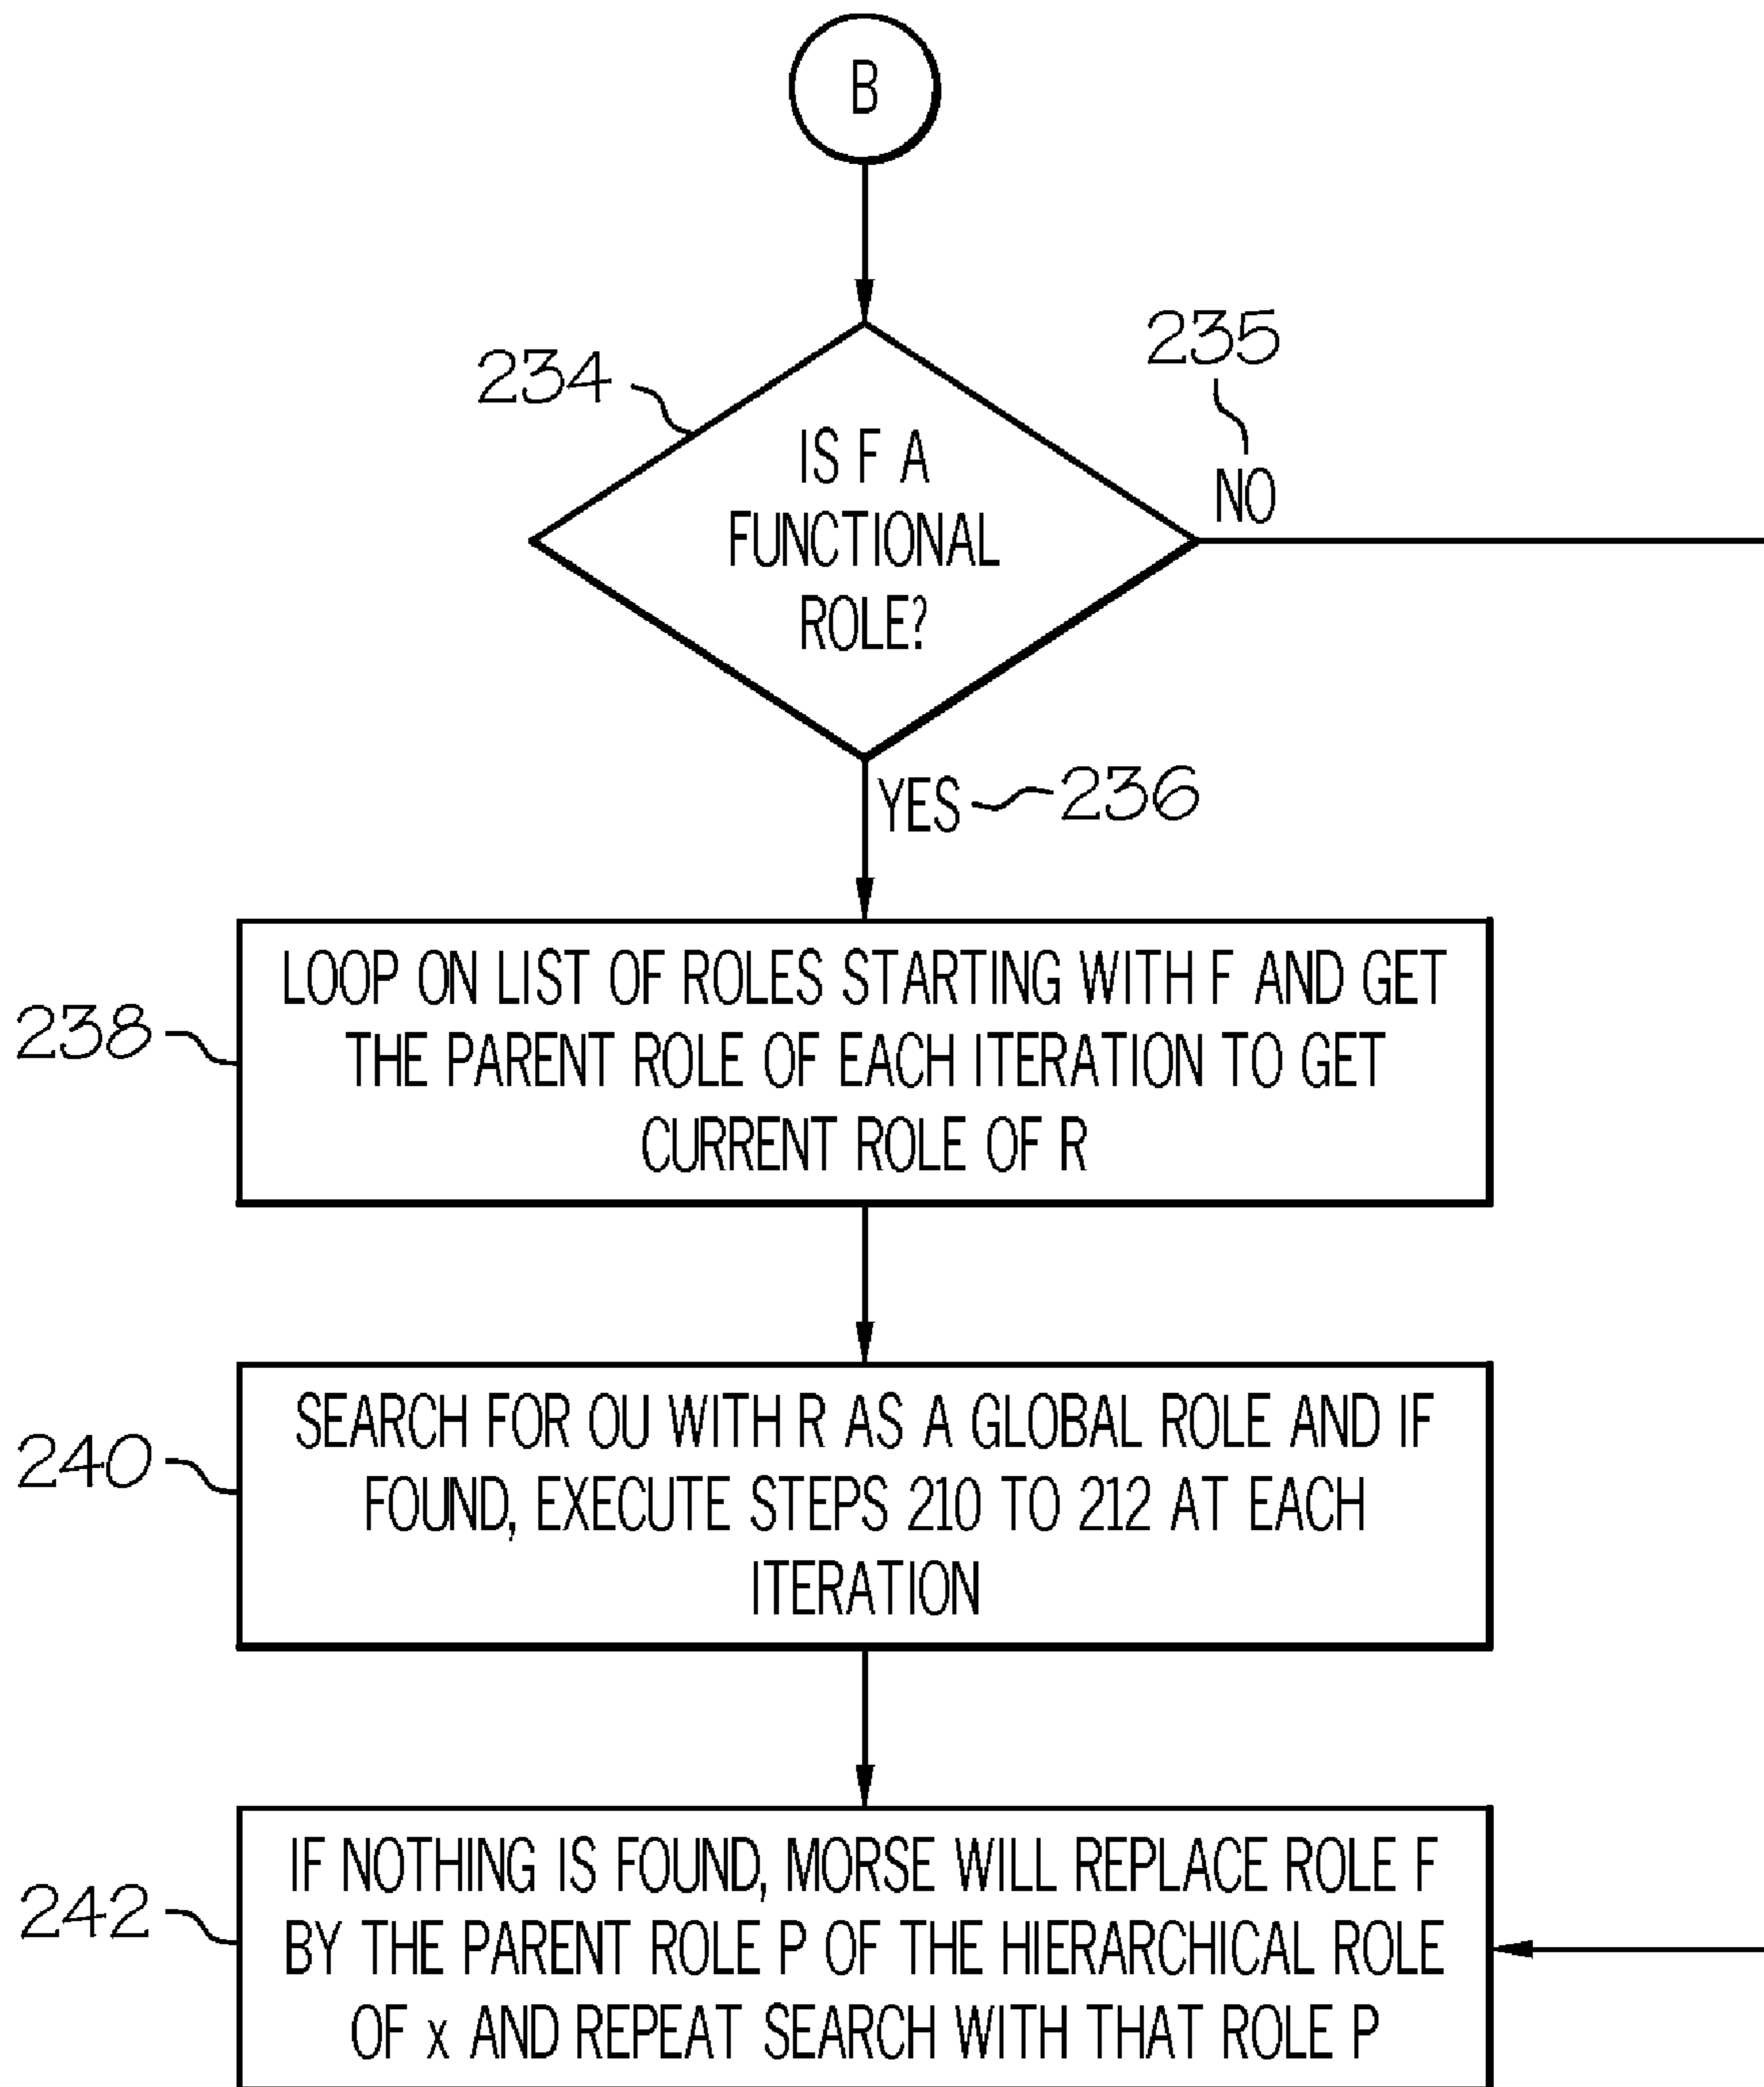 B
235
234
IS F A
FUNCTIONAL
ROLE?
NO
YES
236
LOOP ON LIST OF ROLES STARTING WITH F AND GET
THE PARENT ROLE OF EACH ITERATION TO GET
CURRENT ROLE OF R
238
SEARCH FOR OU WITH R AS A GLOBAL ROLE AND IF
FOUND, EXECUTE STEPS 210 TO 212 AT EACH
ITERATION
240
IF NOTHING IS FOUND, MORSE WILL REPLACE ROLE F
BY THE PARENT ROLE P OF THE HIERARCHICAL ROLE
OF x AND REPEAT SEARCH WITH THAT ROLE P
242